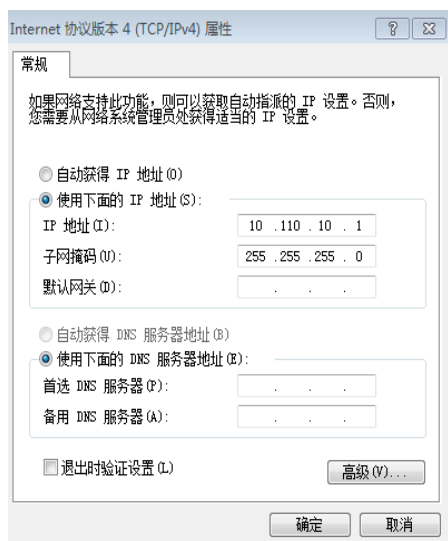 Internet 协议版本 4 (TCP/IPv4) 属性
常规
如果网络支持此功能，则可以获取自动指派的 IP 设置。否则，
您需要从网络系统管理员处获得适当的 IP 设置。
自动获得 IP 地址(O)
使用下面的 IP 地址(S):
IP 地址(I): 10 .110 . 10 . 1
子网掩码(U): 255 .255 .255 . 0
默认网关(D): . . .
自动获得 DNS 服务器地址(B)
使用下面的 DNS 服务器地址(E):
首选 DNS 服务器(P): . . .
备用 DNS 服务器(A): . . .
退出时验证设置(L)
高级(V)...
确定 取消